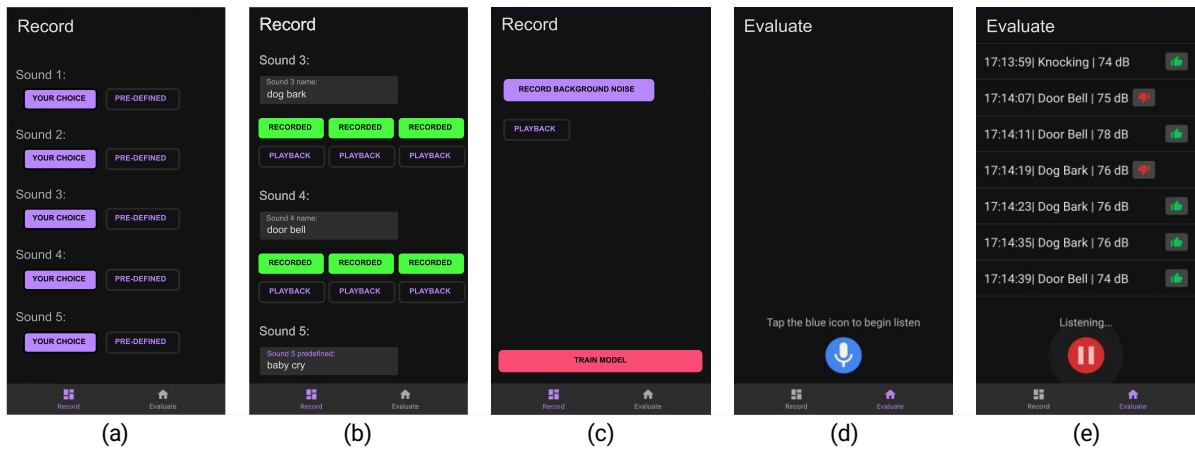 Record
Sound 1:
YOUR CHOICE PRE-DEFINED
Sound 2:
YOUR CHOICE PRE-DEFINED
Sound 3:
YOUR CHOICE PRE-DEFINED
Sound 4:
YOUR CHOICE PRE-DEFINED
Sound 5:
YOUR CHOICE PRE-DEFINED
Record Evaluate
(a)
Record
Sound 3:
Sound 3 name:
dog bark
RECORDED RECORDED RECORDED
PLAYBACK PLAYBACK PLAYBACK
Sound 4:
Sound 4 name:
door bell
RECORDED RECORDED RECORDED
PLAYBACK PLAYBACK PLAYBACK
Sound 5:
Sound 5 predefined:
baby cry
Record Evaluate
(b)
Record
RECORD BACKGROUND NOISE
PLAYBACK
TRAIN MODEL
Record Evaluate
(c)
Evaluate
Tap the blue icon to begin listen
Record Evaluate
(d)
Evaluate
17:13:59| Knocking | 74 dB
17:14:07| Door Bell | 75 dB
17:14:11| Door Bell | 78 dB
17:14:19| Dog Bark | 76 dB
17:14:23| Dog Bark | 76 dB
17:14:35| Dog Bark | 76 dB
17:14:39| Door Bell | 74 dB
Listening...
Record Evaluate
(e)